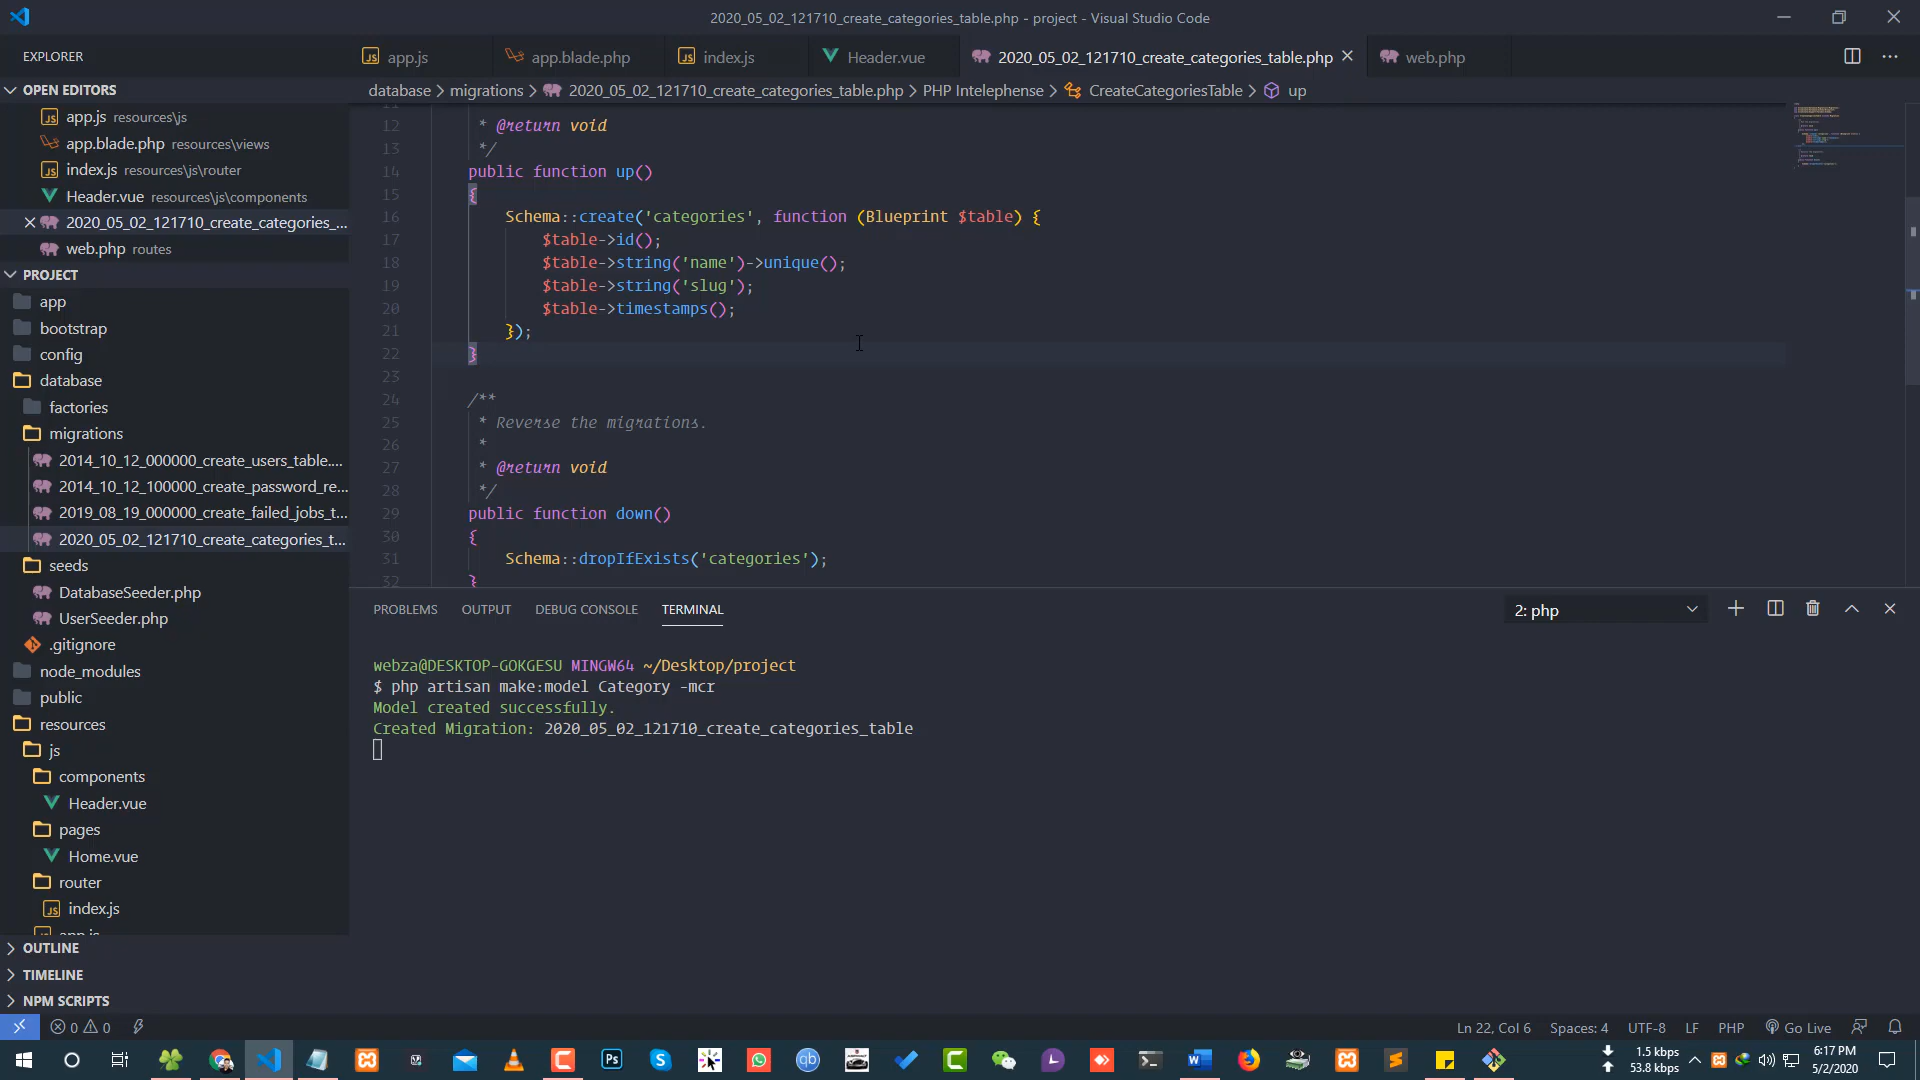 2020_05_02_121710_create_categories_table.php - project - Visual Studio Code
EXPLORER
app.js
app.blade.php
index.js
Header.vue
2020_05_02_121710_create_categories_table.php
web.php
database > migrations > 2020_05_02_121710_create_categories_table.php > PHP Intelephense > CreateCategoriesTable > up
OPEN EDITORS
app.js resources\js
app.blade.php resources\views
index.js resources\js\router
Header.vue resources\js\components
2020_05_02_121710_create_categories_...
web.php routes
PROJECT
app
bootstrap
config
database
factories
migrations
2014_10_12_000000_create_users_table....
2014_10_12_100000_create_password_re...
2019_08_19_000000_create_failed_jobs_t...
2020_05_02_121710_create_categories_t...
seeds
DatabaseSeeder.php
UserSeeder.php
.gitignore
node_modules
public
resources
js
components
Header.vue
pages
Home.vue
router
index.js
app.js
OUTLINE
TIMELINE
NPM SCRIPTS
11
12 * @return void
13 */
14 public function up()
15 {
16 Schema::create('categories', function (Blueprint $table) {
17 $table->id();
18 $table->string('name')->unique();
19 $table->string('slug');
20 $table->timestamps();
21 });
22 }
23
24 /**
25 * Reverse the migrations.
26 *
27 * @return void
28 */
29 public function down()
30 {
31 Schema::dropIfExists('categories');
32 }
PROBLEMS OUTPUT DEBUG CONSOLE TERMINAL
2: php
webza@DESKTOP-GOKGESU MINGW64 ~/Desktop/project
$ php artisan make:model Category -mcr
Model created successfully.
Created Migration: 2020_05_02_121710_create_categories_table
0 0
Ln 22, Col 6 Spaces: 4 UTF-8 LF PHP Go Live
1.5 kbps
53.8 kbps
6:17 PM
5/2/2020